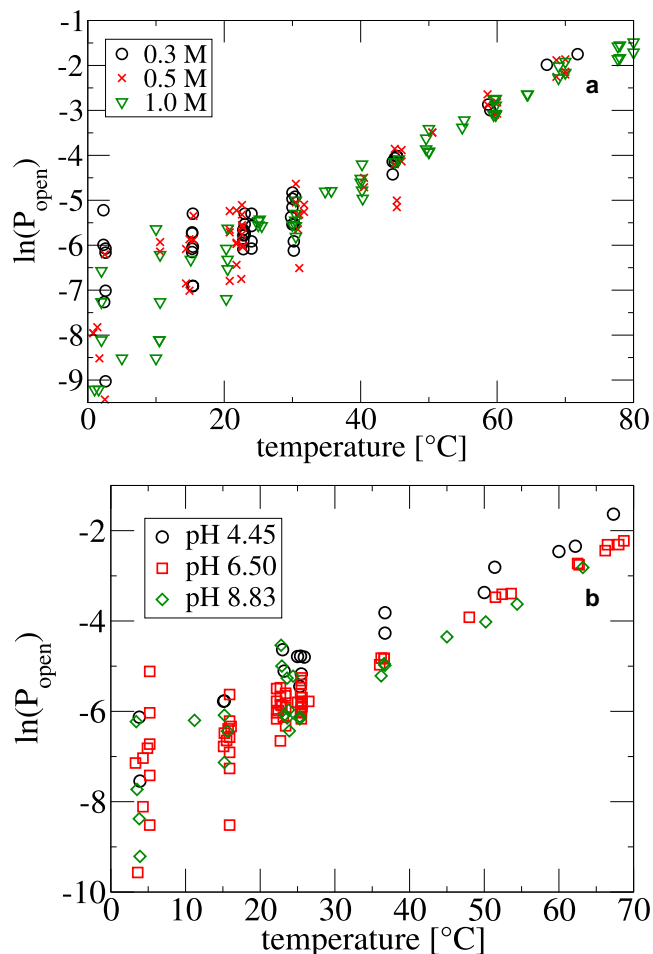 -1
-2
-3
-4
-5
-6
-7
-8
-9
ln(P_open)
0.3 M
0.5 M
1.0 M
a
0 20 40 60 80
temperature [°C]
-2
-4
-6
-8
-10
ln(P_open)
pH 4.45
pH 6.50
pH 8.83
b
0 10 20 30 40 50 60 70
temperature [°C]